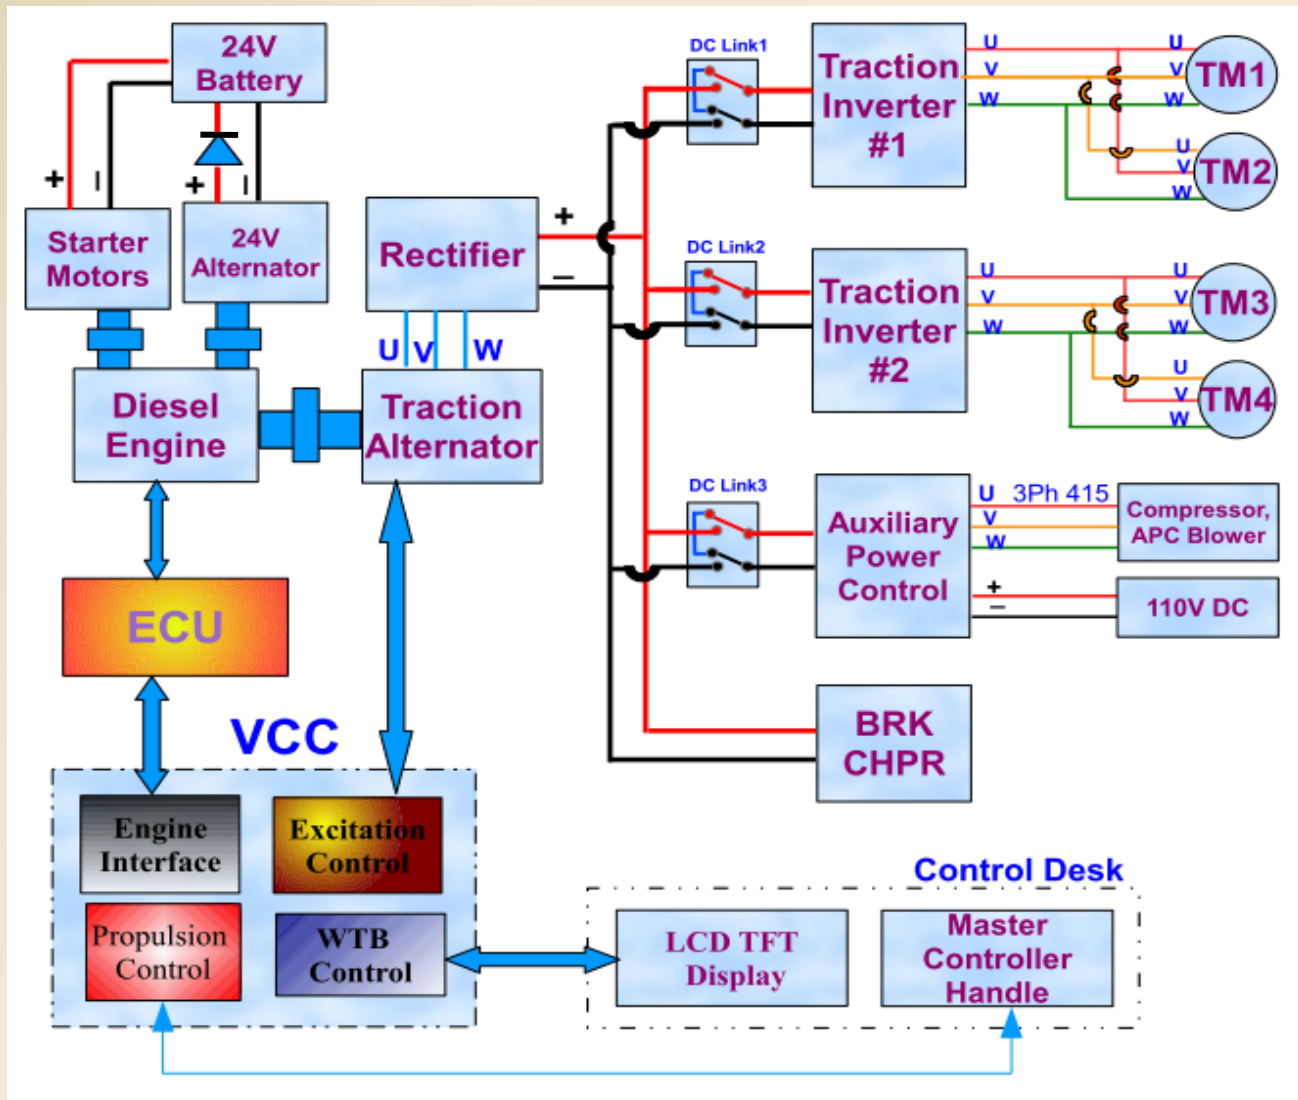 24V
Battery
+
–
+
–
Starter
Motors
24V
Alternator
Rectifier
+
–
U V W
Diesel
Engine
Traction
Alternator
ECU
VCC
Engine
Interface
Excitation
Control
Propulsion
Control
WTB
Control
DC Link1
Traction
Inverter
#1
U
V
W
U
V
W
TM1
U
V
W
TM2
DC Link2
Traction
Inverter
#2
U
V
W
U
V
W
TM3
U
V
W
TM4
DC Link3
Auxiliary
Power
Control
U 3Ph 415
V
W
Compressor,
APC Blower
+
–
110V DC
BRK
CHPR
Control Desk
LCD TFT
Display
Master
Controller
Handle